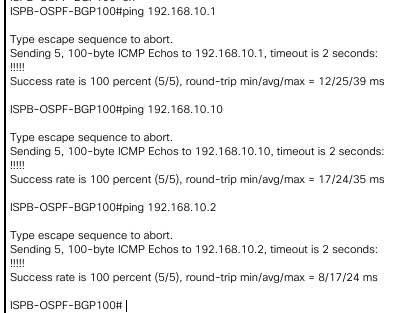 ISPB-OSPF-BGP100#ping 192.168.10.1
Type escape sequence to abort.
Sending 5, 100-byte ICMP Echos to 192.168.10.1, timeout is 2 seconds:
!!!!!
Success rate is 100 percent (5/5), round-trip min/avg/max = 12/25/39 ms
ISPB-OSPF-BGP100#ping 192.168.10.10
Type escape sequence to abort.
Sending 5, 100-byte ICMP Echos to 192.168.10.10, timeout is 2 seconds:
!!!!!
Success rate is 100 percent (5/5), round-trip min/avg/max = 17/24/35 ms
ISPB-OSPF-BGP100#ping 192.168.10.2
Type escape sequence to abort.
Sending 5, 100-byte ICMP Echos to 192.168.10.2, timeout is 2 seconds:
!!!!!
Success rate is 100 percent (5/5), round-trip min/avg/max = 8/17/24 ms
ISPB-OSPF-BGP100#